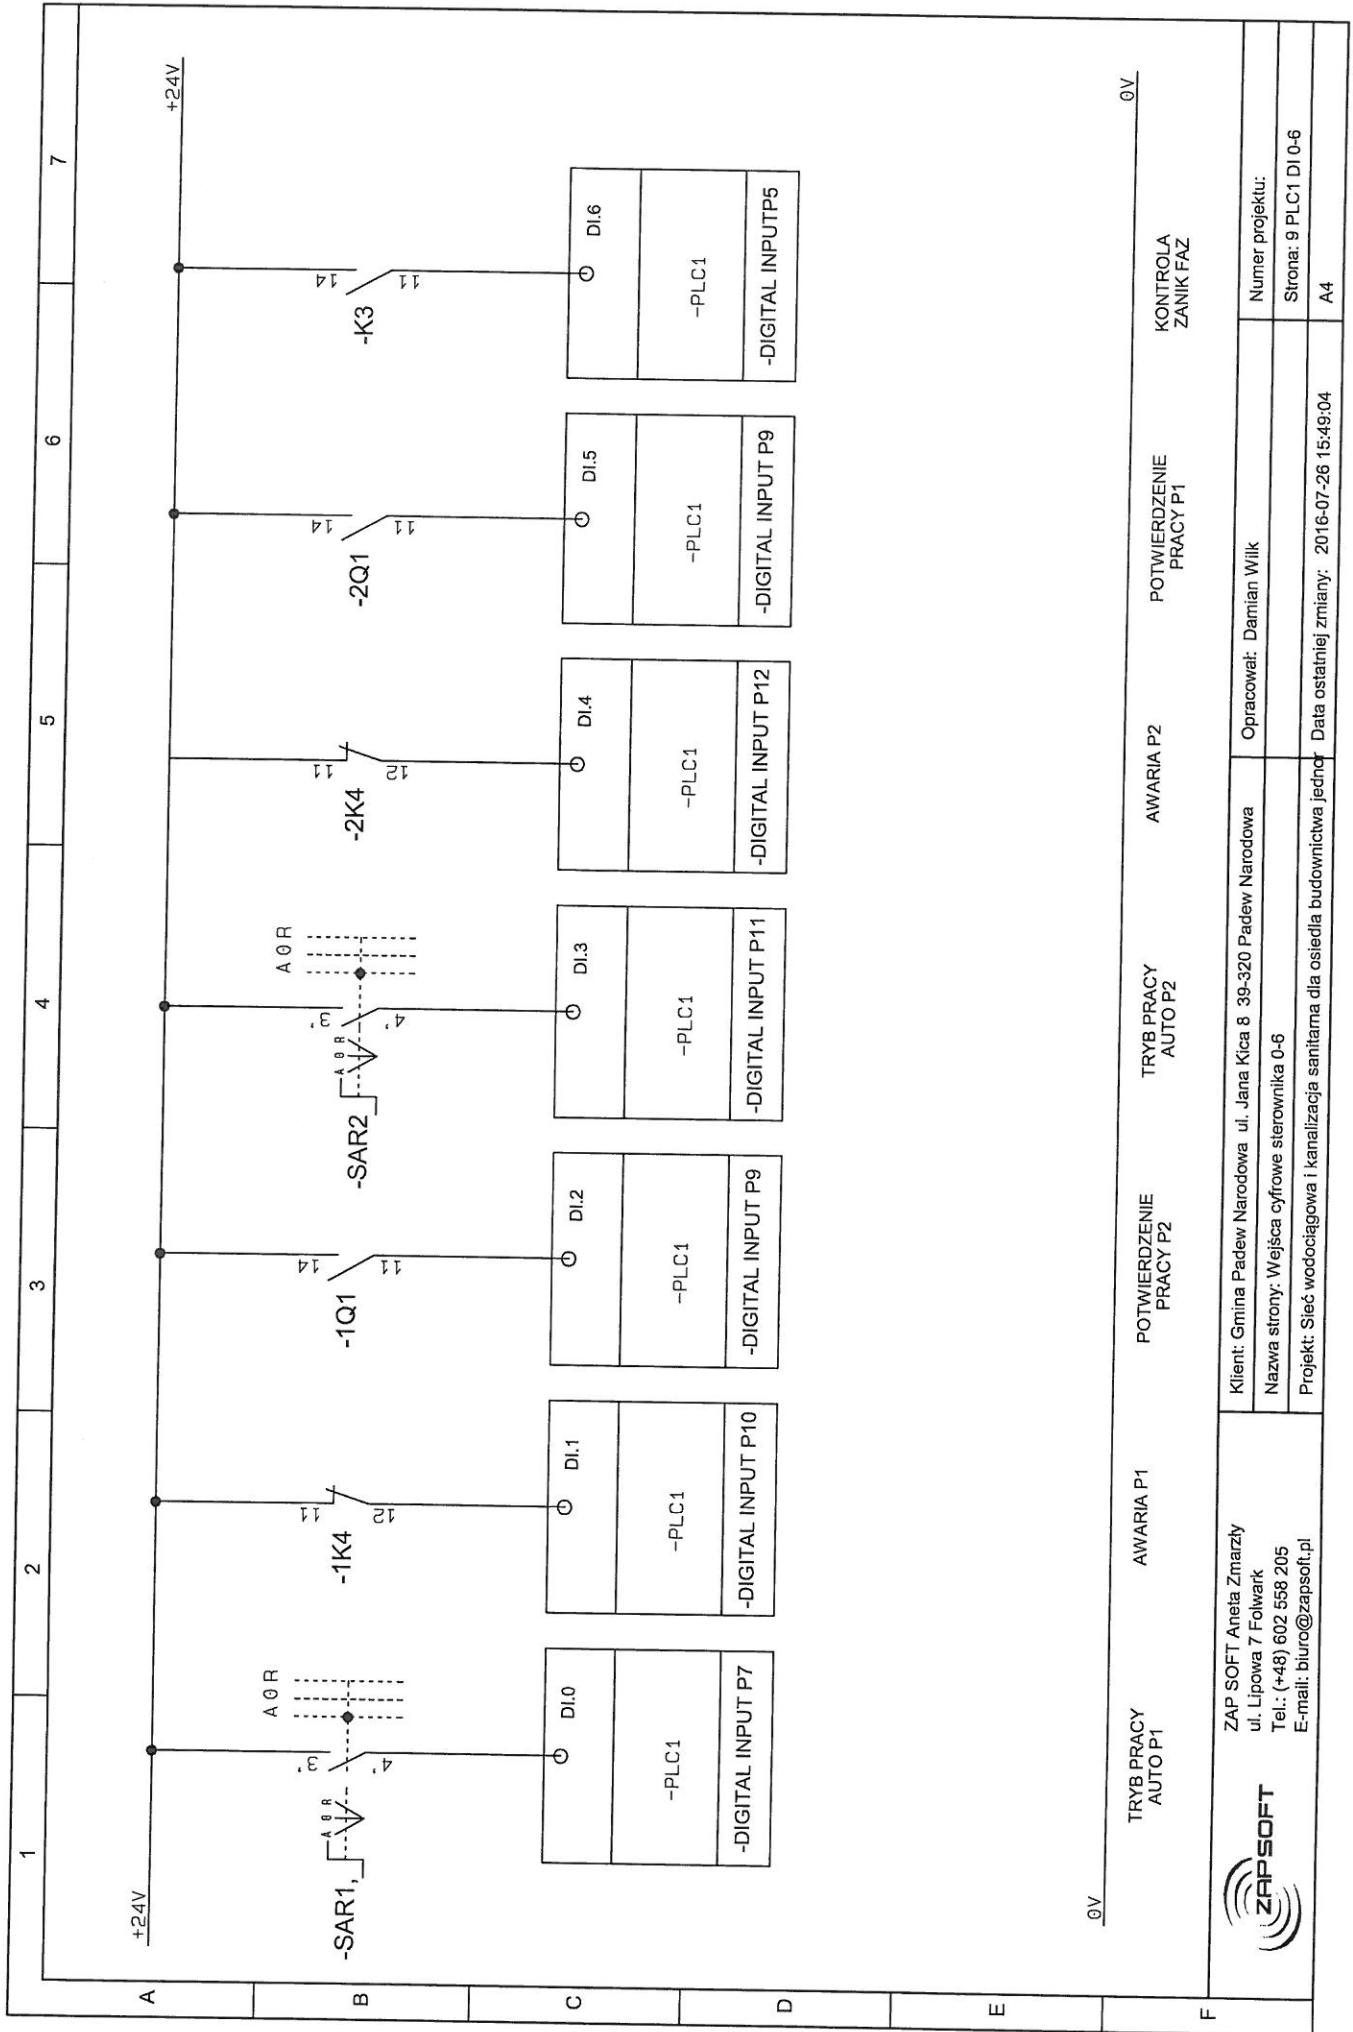 1 2 3 4 5 6 7
A
B
C
D
E
F
+24V +24V
A 0 R
A 0 R
3' 4'
-SAR1,
11 12
-1K4
14 11
-1Q1
A 0 R
A 0 R
3' 4'
-SAR2
11 12
-2K4
14 11
-2Q1
14 11
-K3
DI.0
-PLC1
-DIGITAL INPUT P7
DI.1
-PLC1
-DIGITAL INPUT P10
DI.2
-PLC1
-DIGITAL INPUT P9
DI.3
-PLC1
-DIGITAL INPUT P11
DI.4
-PLC1
-DIGITAL INPUT P12
DI.5
-PLC1
-DIGITAL INPUT P9
DI.6
-PLC1
-DIGITAL INPUTP5
0V 0V
TRYB PRACY
AUTO P1
AWARIA P1
POTWIERDZENIE
PRACY P2
TRYB PRACY
AUTO P2
AWARIA P2
POTWIERDZENIE
PRACY P1
KONTROLA
ZANIK FAZ
ZAPSOFT
ZAP SOFT Aneta Zmarzły
ul. Lipowa 7 Folwark
Tel.: (+48) 602 558 205
E-mail: biuro@zapsoft.pl
Klient: Gmina Padew Narodowa ul. Jana Kica 8 39-320 Padew Narodowa
Opracował: Damian Wilk
Numer projektu:
Nazwa strony: Wejsca cyfrowe sterownika 0-6
Strona: 9 PLC1 DI 0-6
Projekt: Sieć wodociągowa i kanalizacja sanitarna dla osiedla budownictwa jednor
Data ostatniej zmiany: 2016-07-26 15:49:04
A4